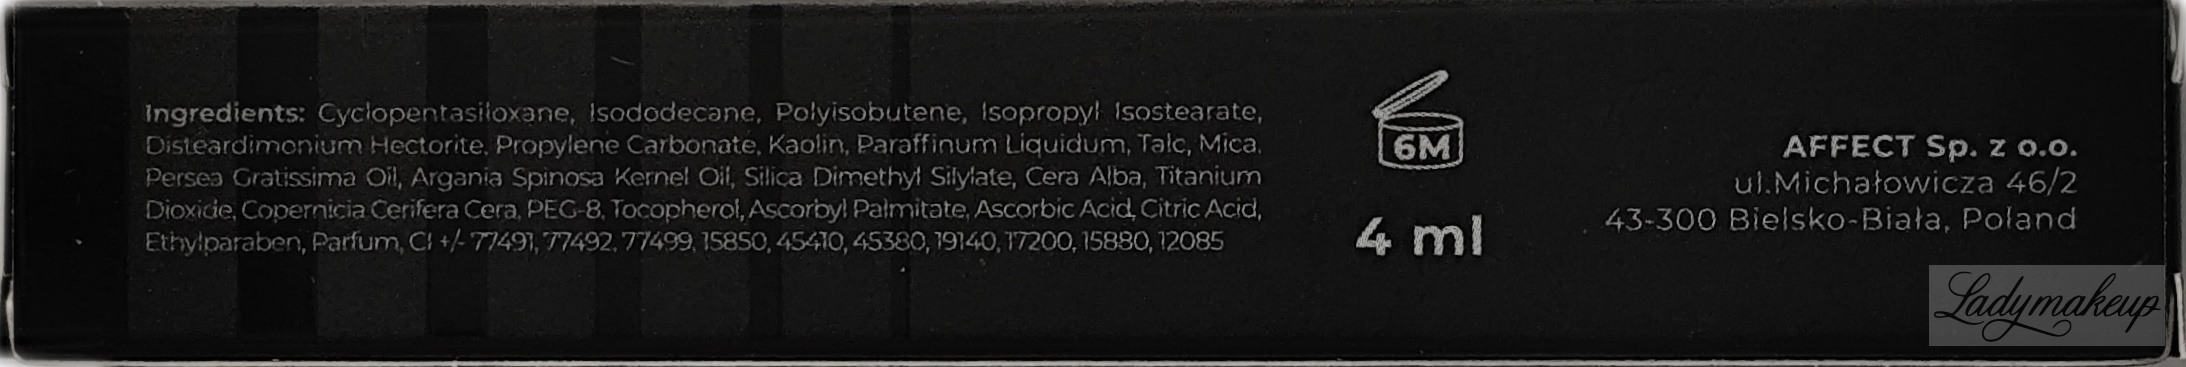 Ingredients: Cyclopentasiloxane, Isododecane, Polyisobutene, Isopropyl Isostearate,
Disteardimonium Hectorite, Propylene Carbonate, Kaolin, Paraffinum Liquidum, Talc, Mica,
Persea Gratissima Oil, Argania Spinosa Kernel Oil, Silica Dimethyl Silylate, Cera Alba, Titanium
Dioxide, Copernicia Cerifera Cera, PEG-8, Tocopherol, Ascorbyl Palmitate, Ascorbic Acid, Citric Acid,
Ethylparaben, Parfum, CI +/- 77491, 77492, 77499, 15850, 45410, 45380, 19140, 17200, 15880, 12085
6M
4 ml
AFFECT Sp. z o.o.
ul.Michałowicza 46/2
43-300 Bielsko-Biała, Poland
Ladymakeup